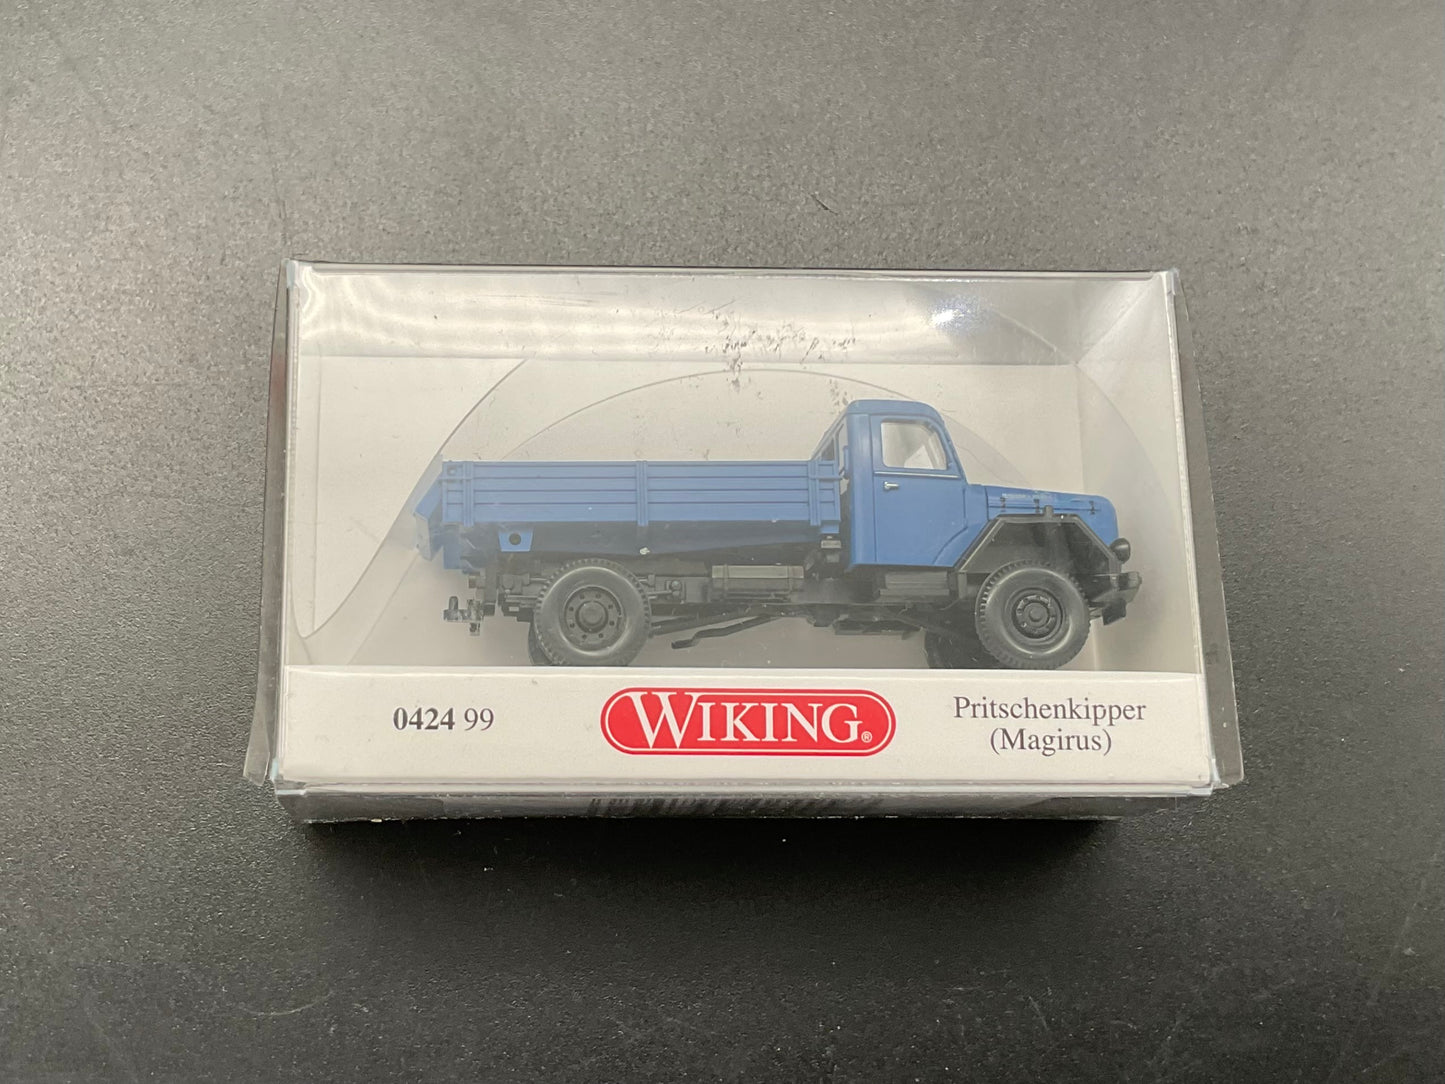 0424 99
WIKING®
Pritschenkipper
(Magirus)